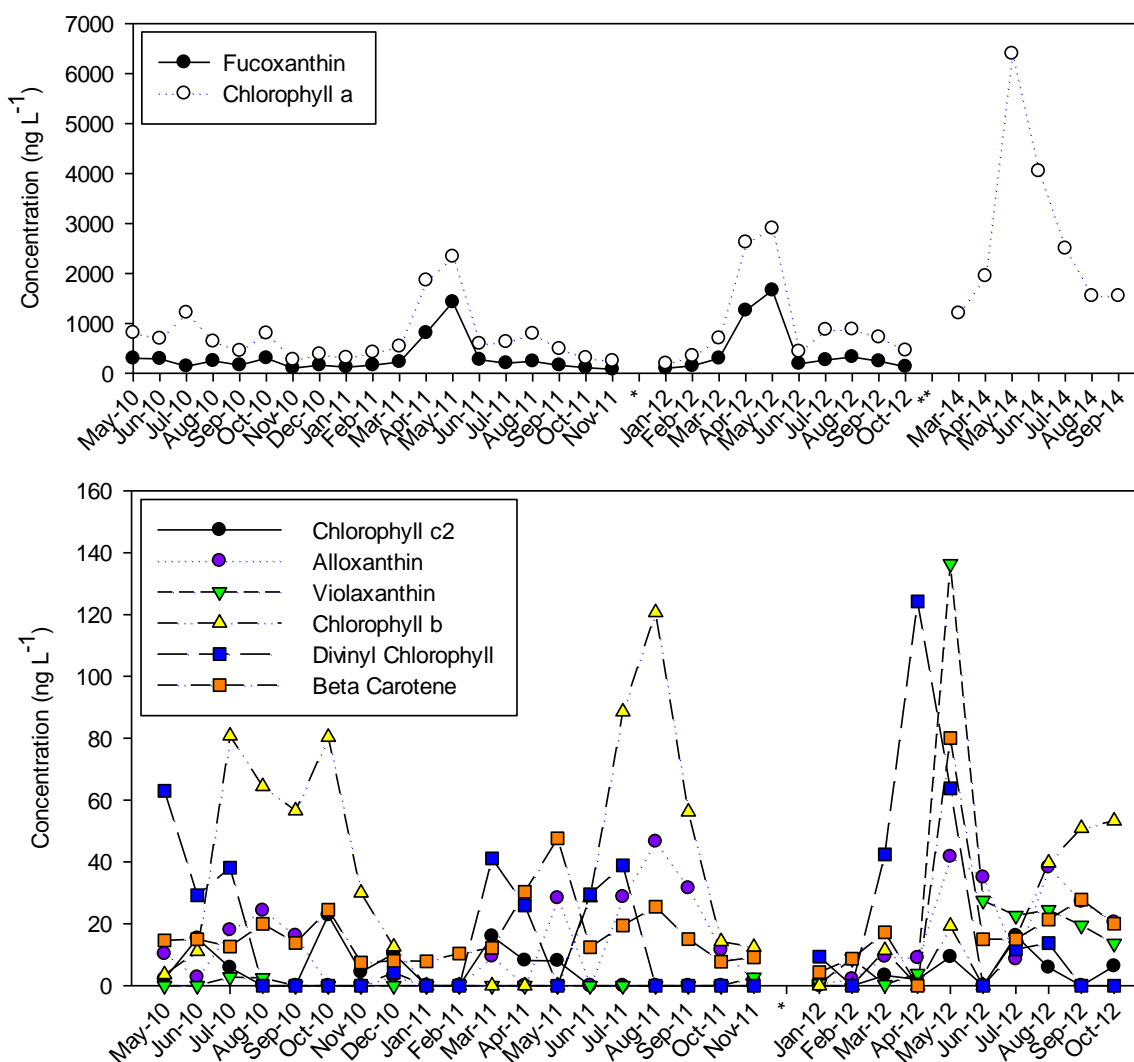 7000
6000
5000
4000
3000
2000
1000
0
Concentration (ng L-1)
Fucoxanthin
Chlorophyll a
May-10
Jun-10
Jul-10
Aug-10
Sep-10
Oct-10
Nov-10
Dec-10
Jan-11
Feb-11
Mar-11
Apr-11
May-11
Jun-11
Jul-11
Aug-11
Sep-11
Oct-11
Nov-11
*
Jan-12
Feb-12
Mar-12
Apr-12
May-12
Jun-12
Jul-12
Aug-12
Sep-12
Oct-12
**
Mar-14
Apr-14
May-14
Jun-14
Jul-14
Aug-14
Sep-14
160
140
120
100
80
60
40
20
0
Concentration (ng L-1)
Chlorophyll c2
Alloxanthin
Violaxanthin
Chlorophyll b
Divinyl Chlorophyll
Beta Carotene
May-10
Jun-10
Jul-10
Aug-10
Sep-10
Oct-10
Nov-10
Dec-10
Jan-11
Feb-11
Mar-11
Apr-11
May-11
Jun-11
Jul-11
Aug-11
Sep-11
Oct-11
Nov-11
*
Jan-12
Feb-12
Mar-12
Apr-12
May-12
Jun-12
Jul-12
Aug-12
Sep-12
Oct-12